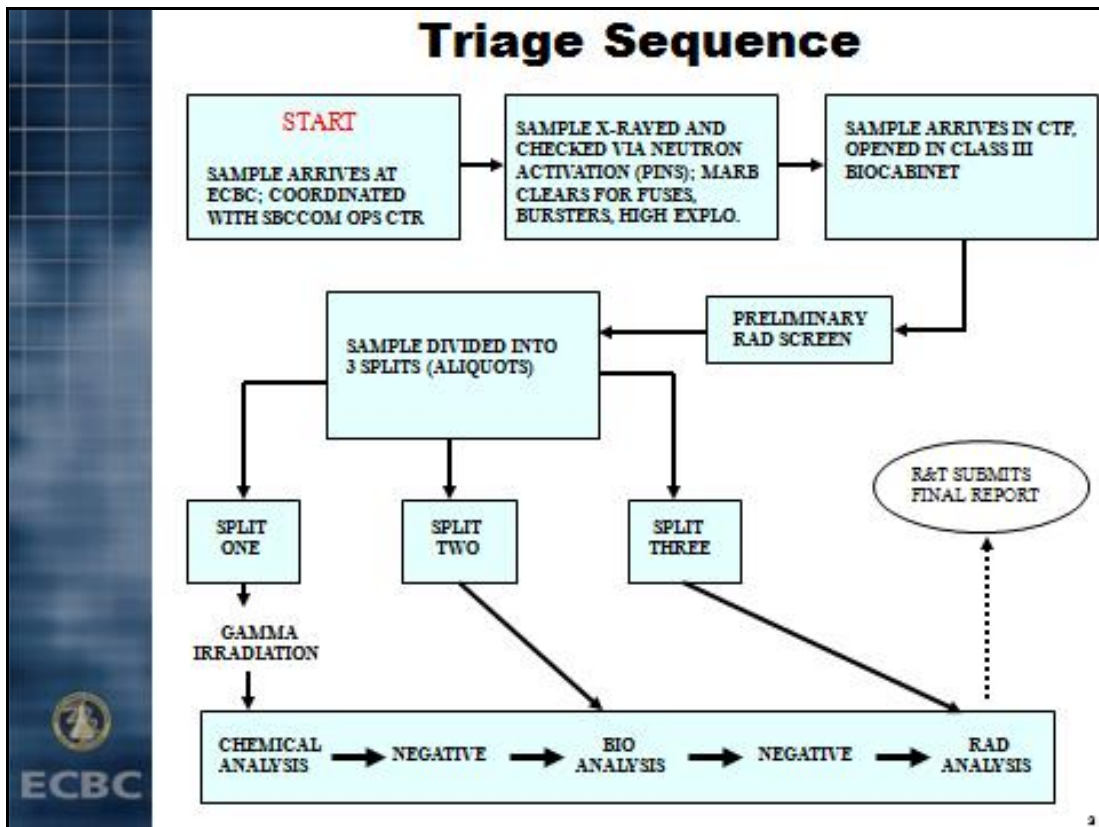 Triage Sequence
START
SAMPLE ARRIVES AT
ECBC; COORDINATED
WITH SBCCOM OPS CTR
SAMPLE X-RAYED AND
CHECKED VIA NEUTRON
ACTIVATION (PINS); MARB
CLEARS FOR FUSES,
BURSTERS, HIGH EXPLO.
SAMPLE ARRIVES IN CTF,
OPENED IN CLASS III
BIOCABINET
PRELIMINARY
RAD SCREEN
SAMPLE DIVIDED INTO
3 SPLITS (ALIQUOTS)
R&T SUBMITS
FINAL REPORT
SPLIT
ONE
SPLIT
TWO
SPLIT
THREE
GAMMA
IRRADIATION
CHEMICAL
ANALYSIS
NEGATIVE
BIO
ANALYSIS
NEGATIVE
RAD
ANALYSIS
ECBC